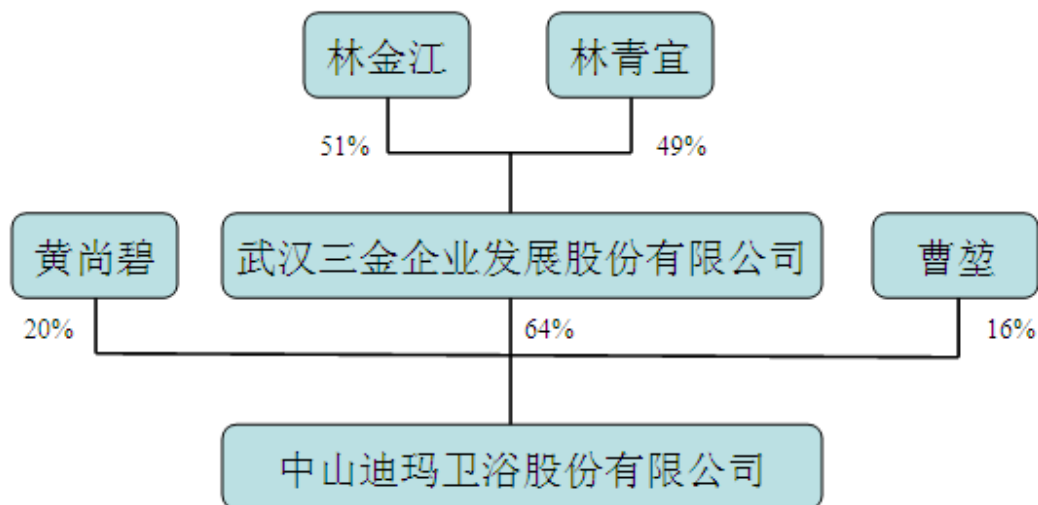 林金江
林青宜
51%
49%
黄尚碧
武汉三金企业发展股份有限公司
曹堃
20%
64%
16%
中山迪玛卫浴股份有限公司